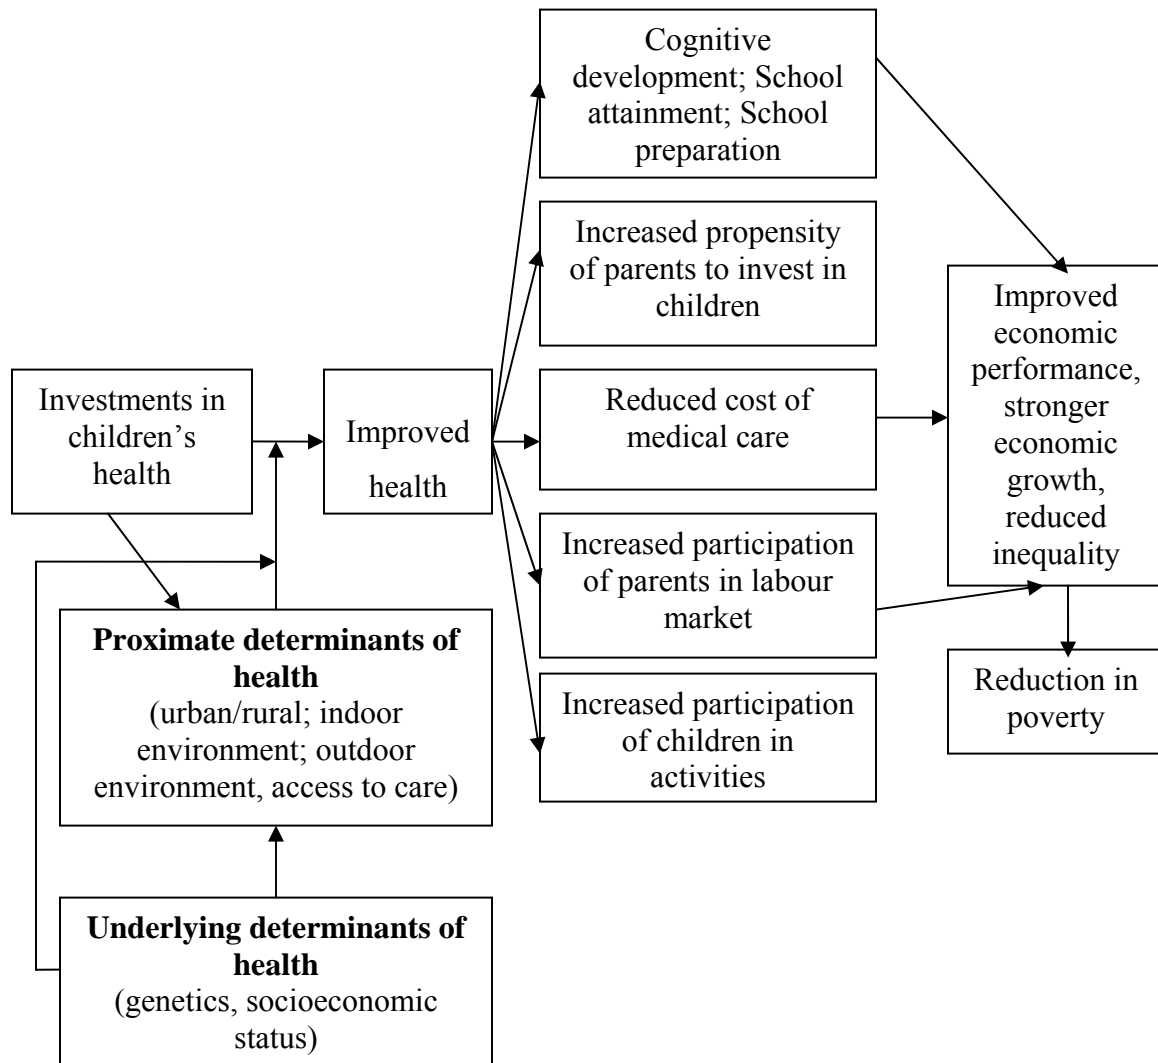 Cognitive
development; School
attainment; School
preparation
Increased propensity
of parents to invest in
children
Improved
economic
performance,
stronger
economic
growth,
reduced
inequality
Investments in
children’s
health
Improved
health
Reduced cost of
medical care
Increased participation
of parents in labour
market
Proximate determinants of
health
(urban/rural; indoor
environment; outdoor
environment, access to care)
Increased participation
of children in
activities
Reduction in
poverty
Underlying determinants of
health
(genetics, socioeconomic
status)